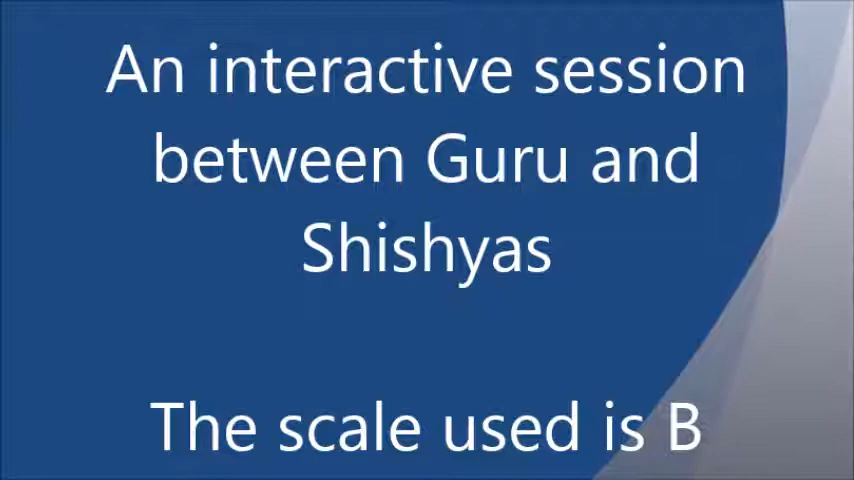 An interactive session
between Guru and
Shishyas
The scale used is B